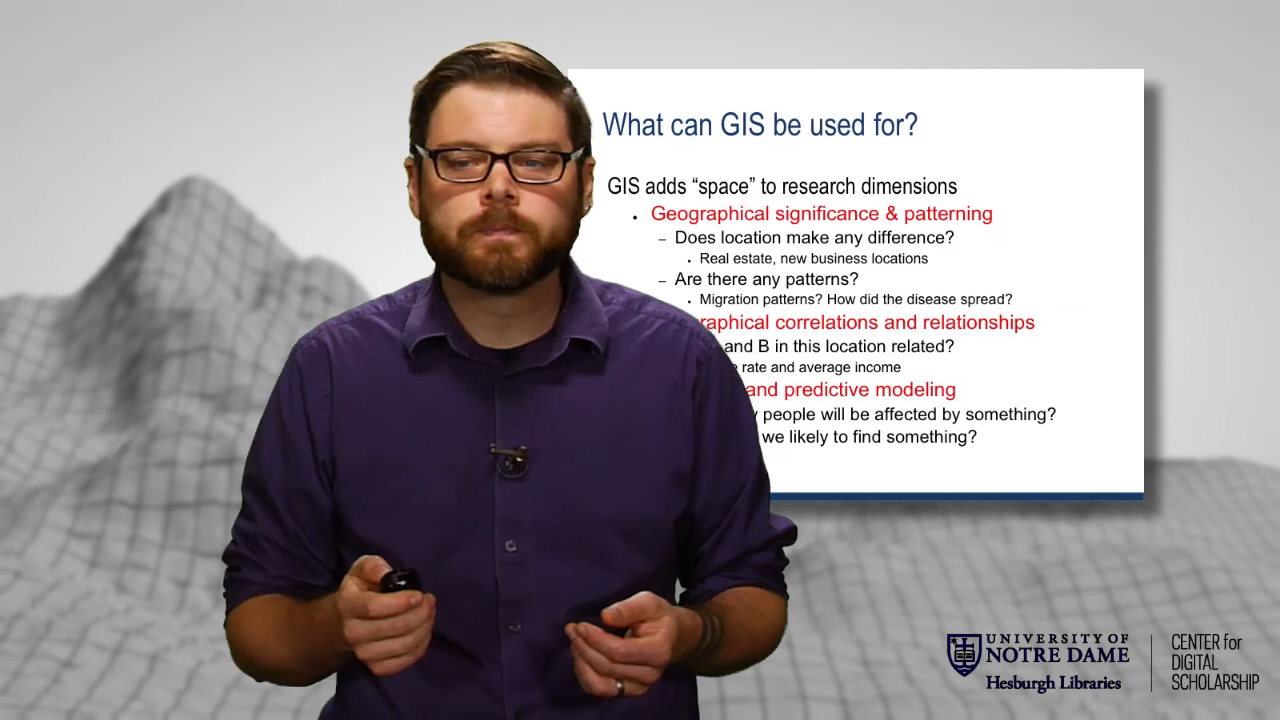 What can GIS be used for?
GIS adds “space” to research dimensions
• Geographical significance & patterning
– Does location make any difference?
• Real estate, new business locations
– Are there any patterns?
• Migration patterns? How did the disease spread?
raphical correlations and relationships
and B in this location related?
rate and average income
and predictive modeling
people will be affected by something?
we likely to find something?
UNIVERSITY OF
NOTRE DAME
Hesburgh Libraries
CENTER for
DIGITAL
SCHOLARSHIP